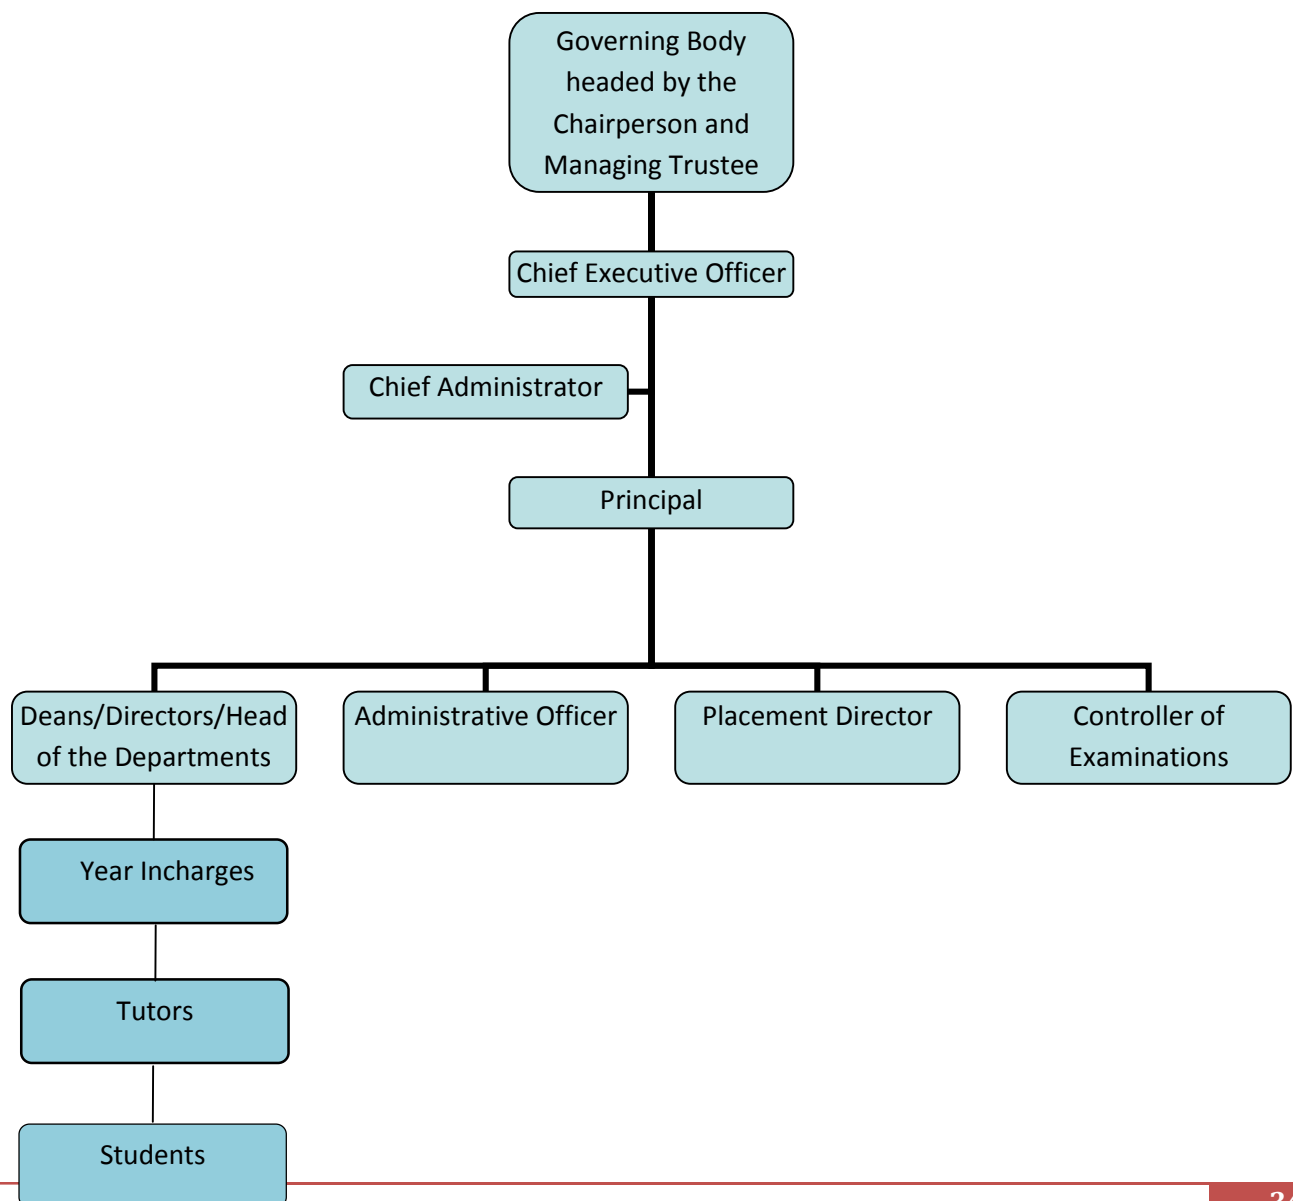 Governing Body
headed by the
Chairperson and
Managing Trustee
Chief Executive Officer
Chief Administrator
Principal
Deans/Directors/Head
of the Departments
Administrative Officer
Placement Director
Controller of
Examinations
Year Incharges
Tutors
Students